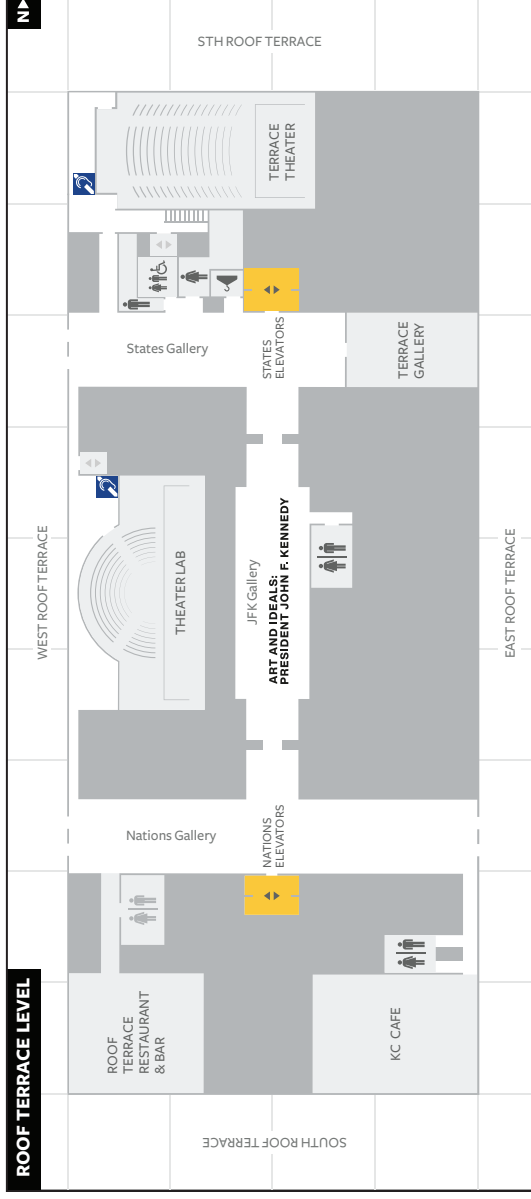 N
STH ROOF TERRACE
TERRACE
THEATER
States Gallery
STATES
ELEVATORS
TERRACE
GALLERY
WEST ROOF TERRACE
THEATER LAB
JFK Gallery
ART AND IDEALS:
PRESIDENT JOHN F. KENNEDY
EAST ROOF TERRACE
Nations Gallery
NATIONS
ELEVATORS
ROOF TERRACE LEVEL
ROOF
TERRACE
RESTAURANT
& BAR
KC CAFE
SOUTH ROOF TERRACE